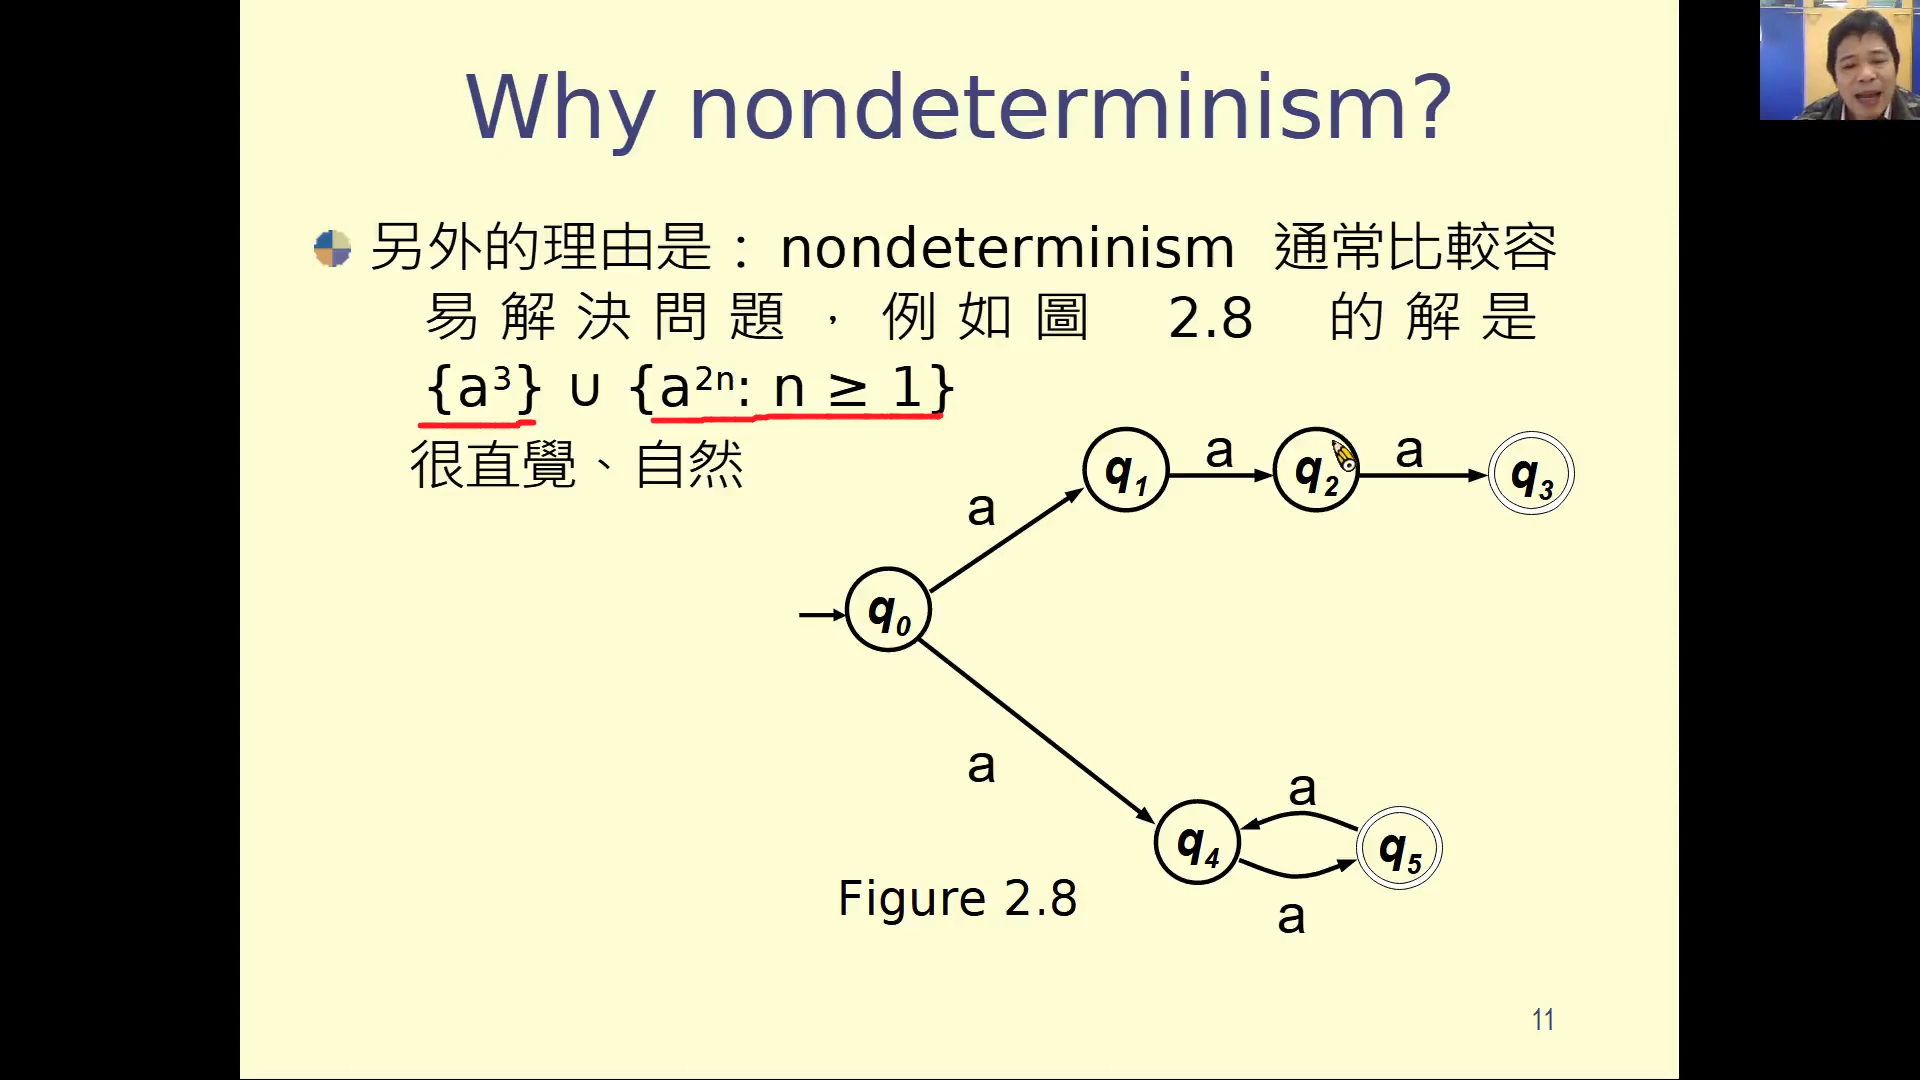 Why nondeterminism?
另外的理由是：nondeterminism 通常比較容
易解決問題，例如圖 2.8 的解是
{a³} ∪ {a²ⁿ: n ≥ 1}
很直覺、自然
a
q₁
a
q₂
a
q₃
q₀
a
q₄
a
a
q₅
Figure 2.8
11